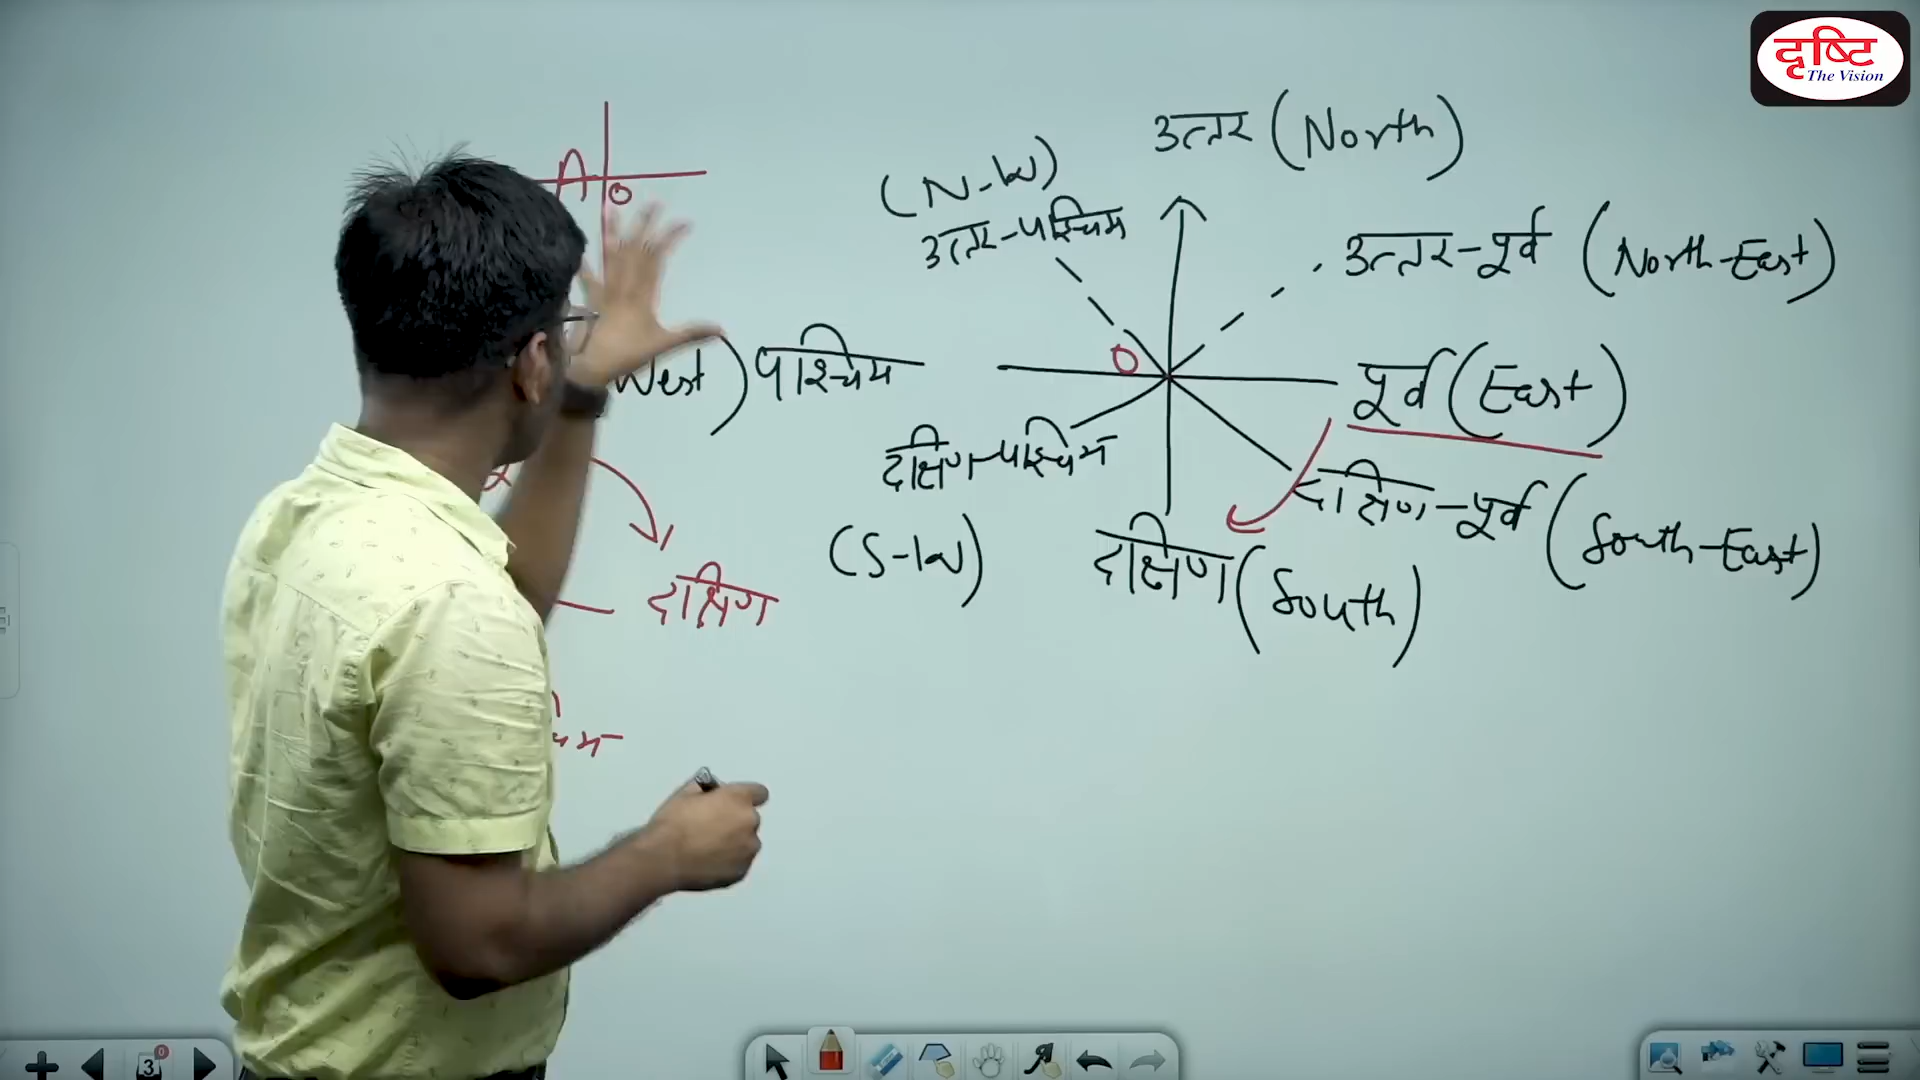 दृष्टि
The Vision
उत्तर (North)
(N-W)
उत्तर-पश्चिम
उत्तर-पूर्व (North-East)
A
O
West) पश्चिम
O
पूर्व (East)
दक्षिण-पश्चिम
दक्षिण-पूर्व (South-East)
(S-W)
दक्षिण (South)
दक्षिण
3
0